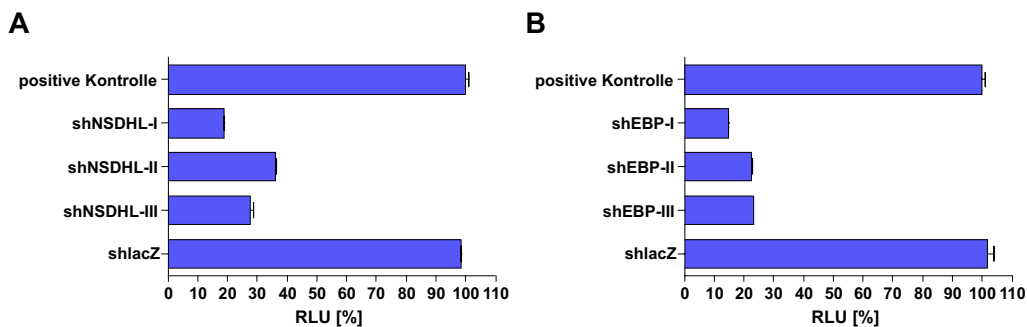 A
positive Kontrolle
shNSDHL-I
shNSDHL-II
shNSDHL-III
shlacZ
0 10 20 30 40 50 60 70 80 90 100 110
RLU [%]
B
positive Kontrolle
shEBP-I
shEBP-II
shEBP-III
shlacZ
0 10 20 30 40 50 60 70 80 90 100 110
RLU [%]